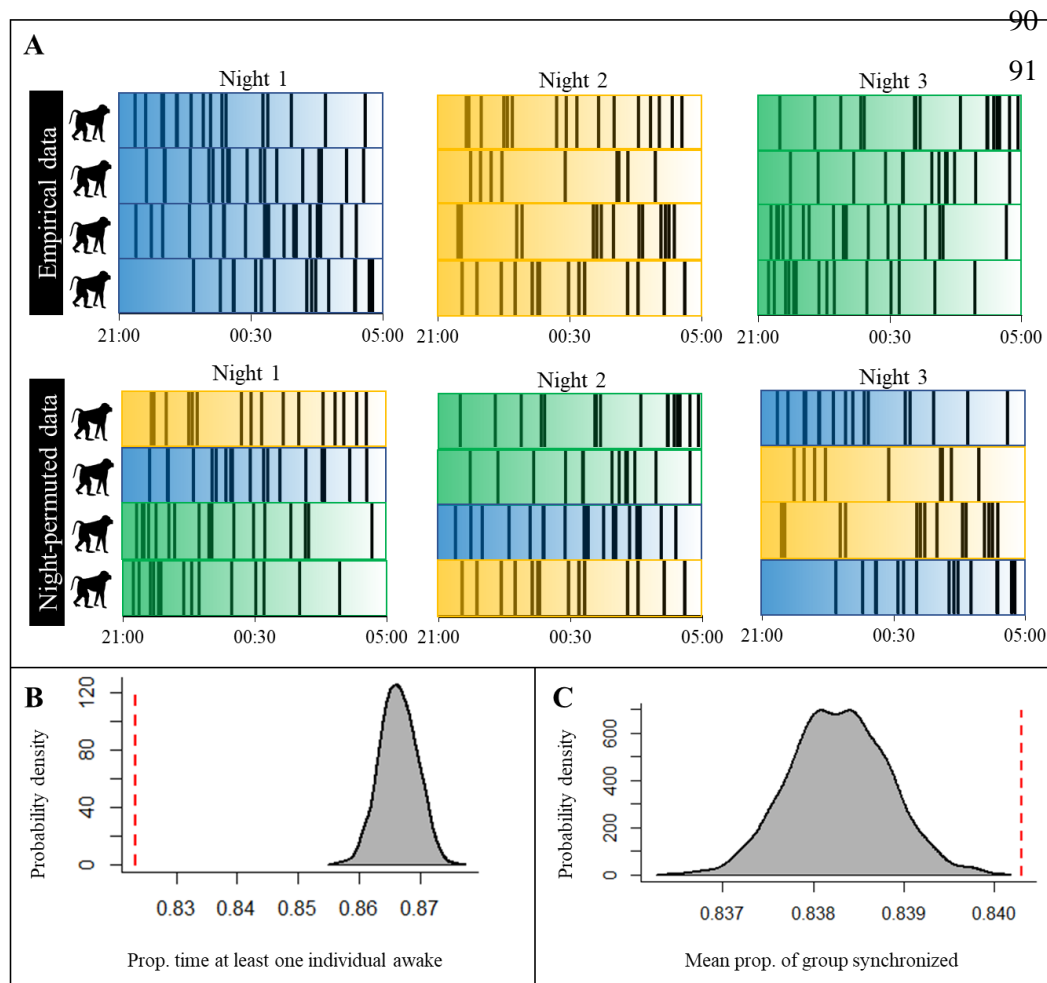 90
91
A
Night 1
Night 2
Night 3
Empirical data
21:00
00:30
05:00
21:00
00:30
05:00
21:00
00:30
05:00
Night 1
Night 2
Night 3
Night-permuted data
21:00
00:30
05:00
21:00
00:30
05:00
21:00
00:30
05:00
B
Probability density
0
40
80
120
0.83
0.84
0.85
0.86
0.87
Prop. time at least one individual awake
C
Probability density
0
200
400
600
0.837
0.838
0.839
0.840
Mean prop. of group synchronized